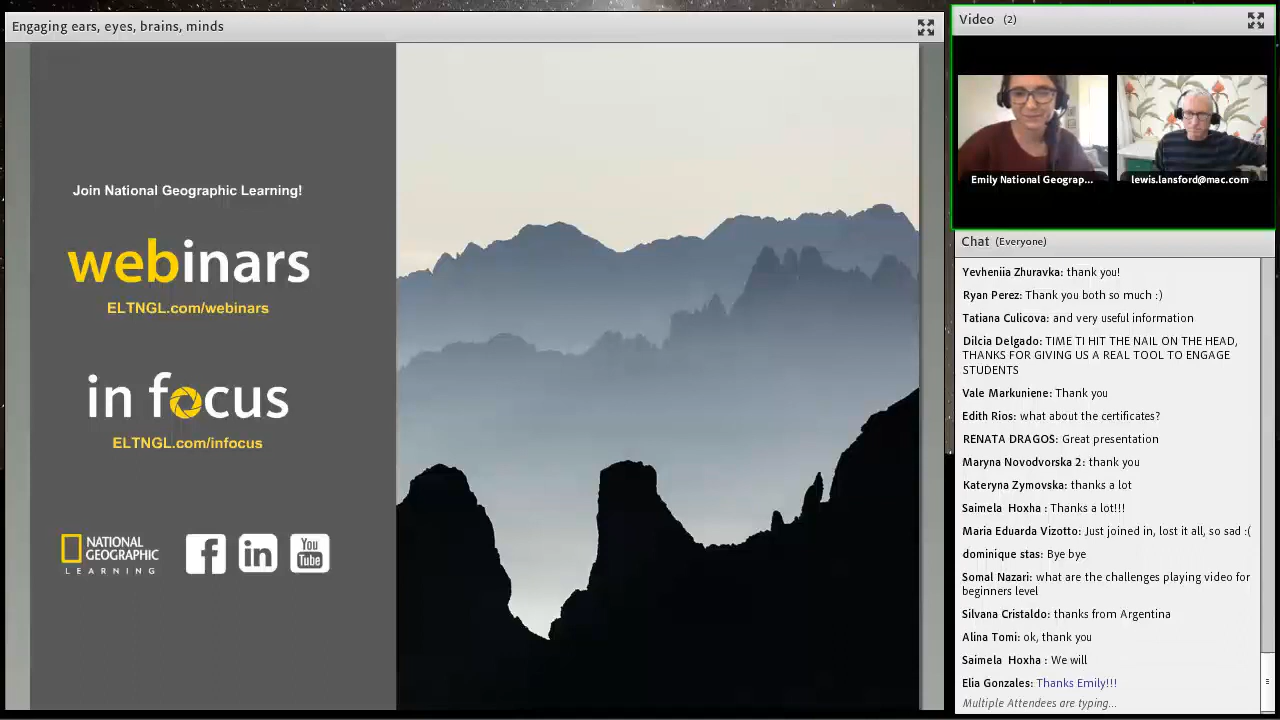 Engaging ears, eyes, brains, minds
Join National Geographic Learning!
webinars
ELTNGL.com/webinars
in focus
ELTNGL.com/infocus
NATIONAL
GEOGRAPHIC
LEARNING
f
in
You
Tube
Video (2)
Emily National Geograp...
lewis.lansford@mac.com
Chat (Everyone)
Yevheniia Zhuravka: thank you!
Ryan Perez: Thank you both so much :)
Tatiana Culicova: and very useful information
Dilcia Delgado: TIME TI HIT THE NAIL ON THE HEAD,
THANKS FOR GIVING US A REAL TOOL TO ENGAGE
STUDENTS
Vale Markuniene: Thank you
Edith Rios: what about the certificates?
RENATA DRAGOS: Great presentation
Maryna Novodvorska 2: thank you
Kateryna Zymovska: thanks a lot
Saimela Hoxha : Thanks a lot!!!
Maria Eduarda Vizotto: Just joined in, lost it all, so sad :(
dominique stas: Bye bye
Somal Nazari: what are the challenges playing video for
beginners level
Silvana Cristaldo: thanks from Argentina
Alina Tomi: ok, thank you
Saimela Hoxha : We will
Elia Gonzales: Thanks Emily!!!
Multiple Attendees are typing...